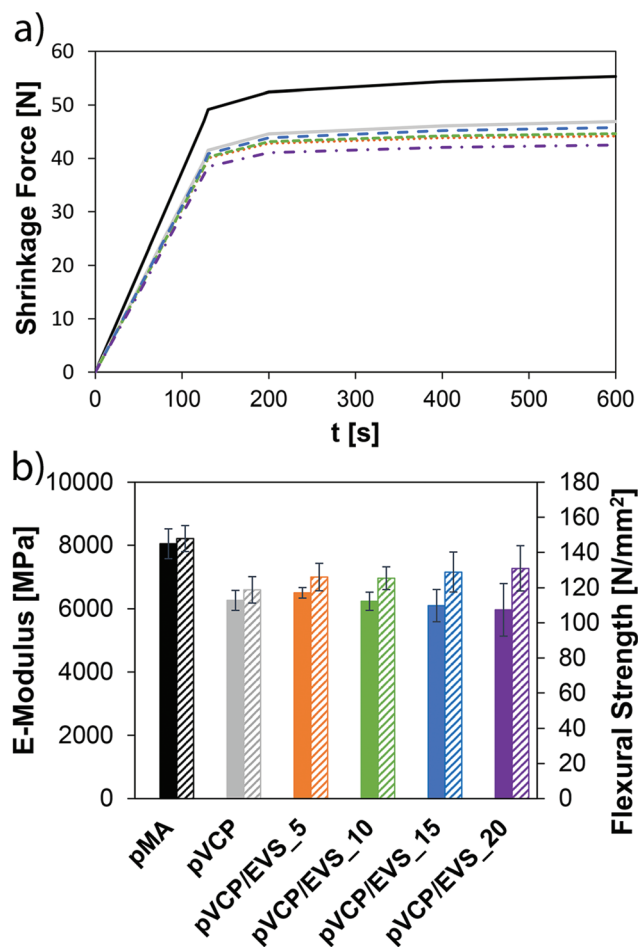 a)
60
50
40
30
20
10
0
Shrinkage Force [N]
0 100 200 300 400 500 600
t [s]
b)
10000
8000
6000
4000
2000
0
E-Modulus [MPa]
180
160
140
120
100
80
60
40
20
0
Flexural Strength [N/mm²]
pMA
pVCP
pVCP/EVS_5
pVCP/EVS_10
pVCP/EVS_15
pVCP/EVS_20